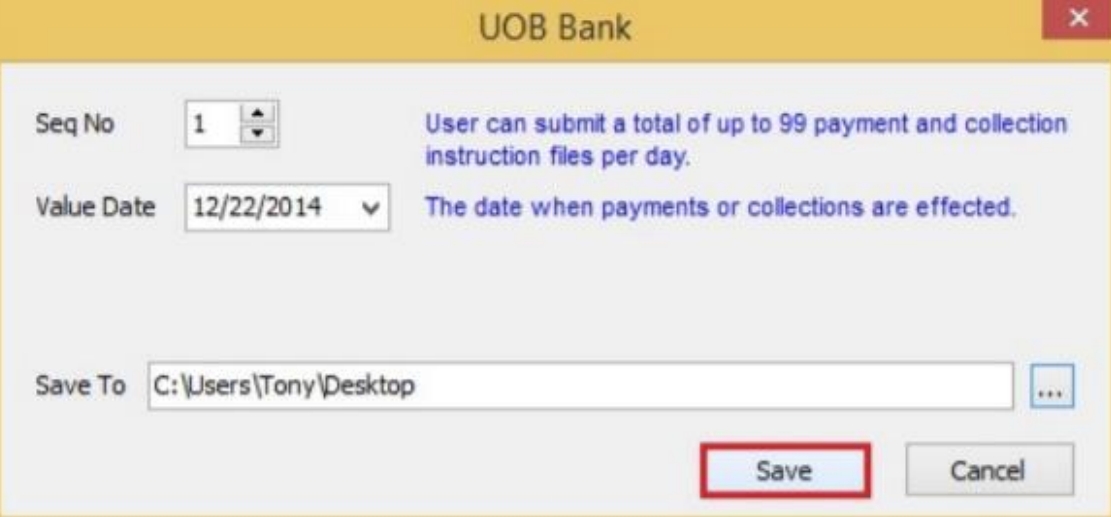 UOB Bank
Seq No 1 User can submit a total of up to 99 payment and collection
instruction files per day.
Value Date 12/22/2014 The date when payments or collections are effected.
Save To C:\Users\Tony\Desktop ...
Save Cancel